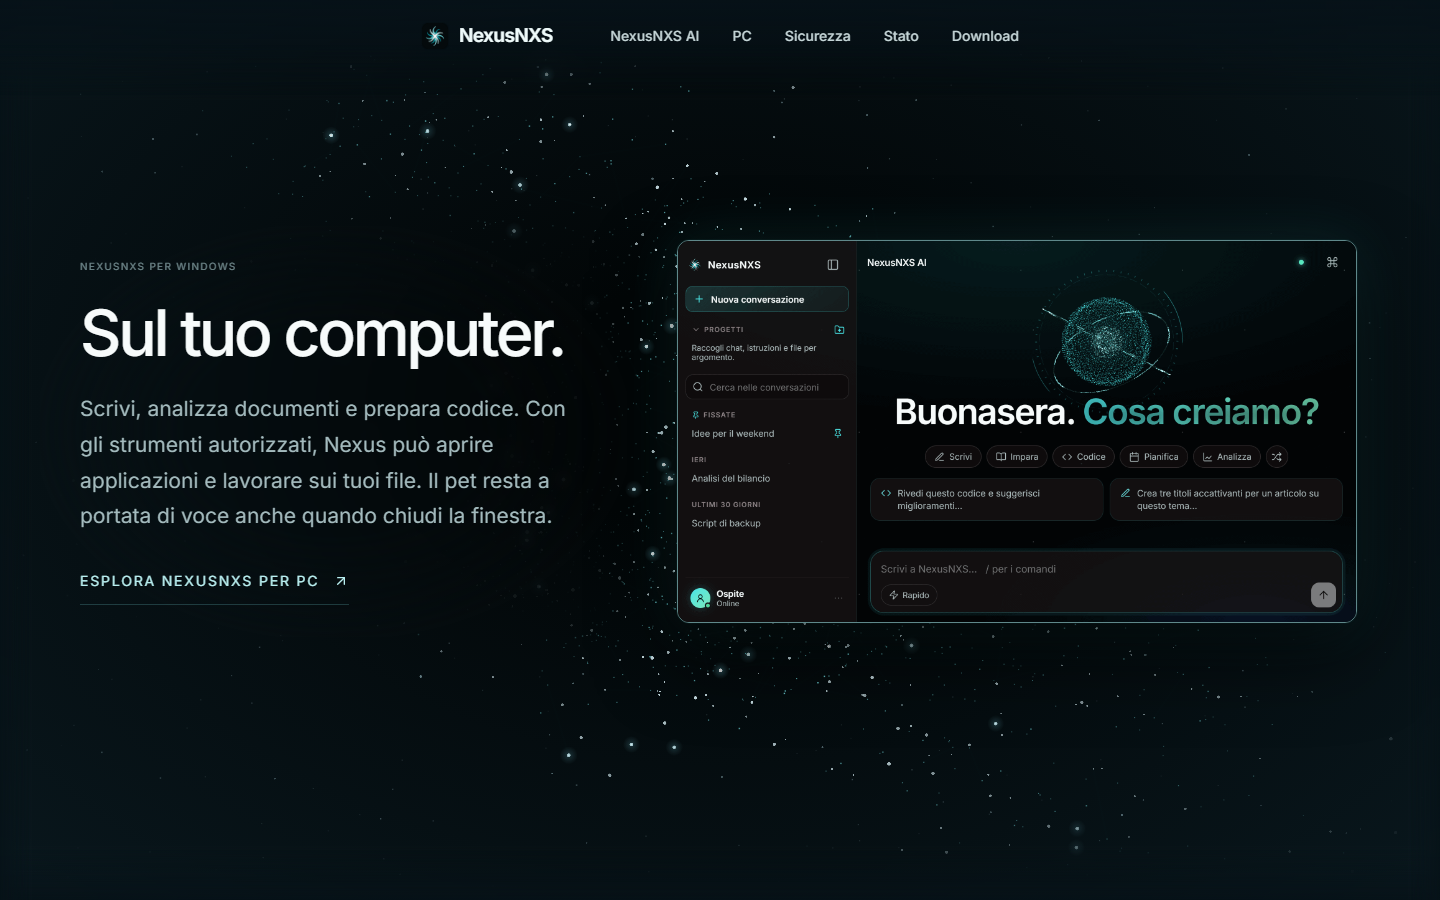 NexusNXS
NexusNXS AI
PC
Sicurezza
Stato
Download
NEXUSNXS PER WINDOWS
Sul tuo computer.
Scrivi, analizza documenti e prepara codice. Con
gli strumenti autorizzati, Nexus può aprire
applicazioni e lavorare sui tuoi file. Il pet resta a
portata di voce anche quando chiudi la finestra.
ESPLORA NEXUSNXS PER PC
NexusNXS
Nuova conversazione
PROGETTI
Raccogli chat, istruzioni e file per
argomento.
Cerca nelle conversazioni
FISSATE
Idee per il weekend
IERI
Analisi del bilancio
ULTIMI 30 GIORNI
Script di backup
Ospite
Online
NexusNXS AI
Buonasera. Cosa creiamo?
Scrivi
Impara
Codice
Pianifica
Analizza
Rivedi questo codice e suggerisci
miglioramenti...
Crea tre titoli accattivanti per un articolo su
questo tema...
Scrivi a NexusNXS... / per i comandi
Rapido